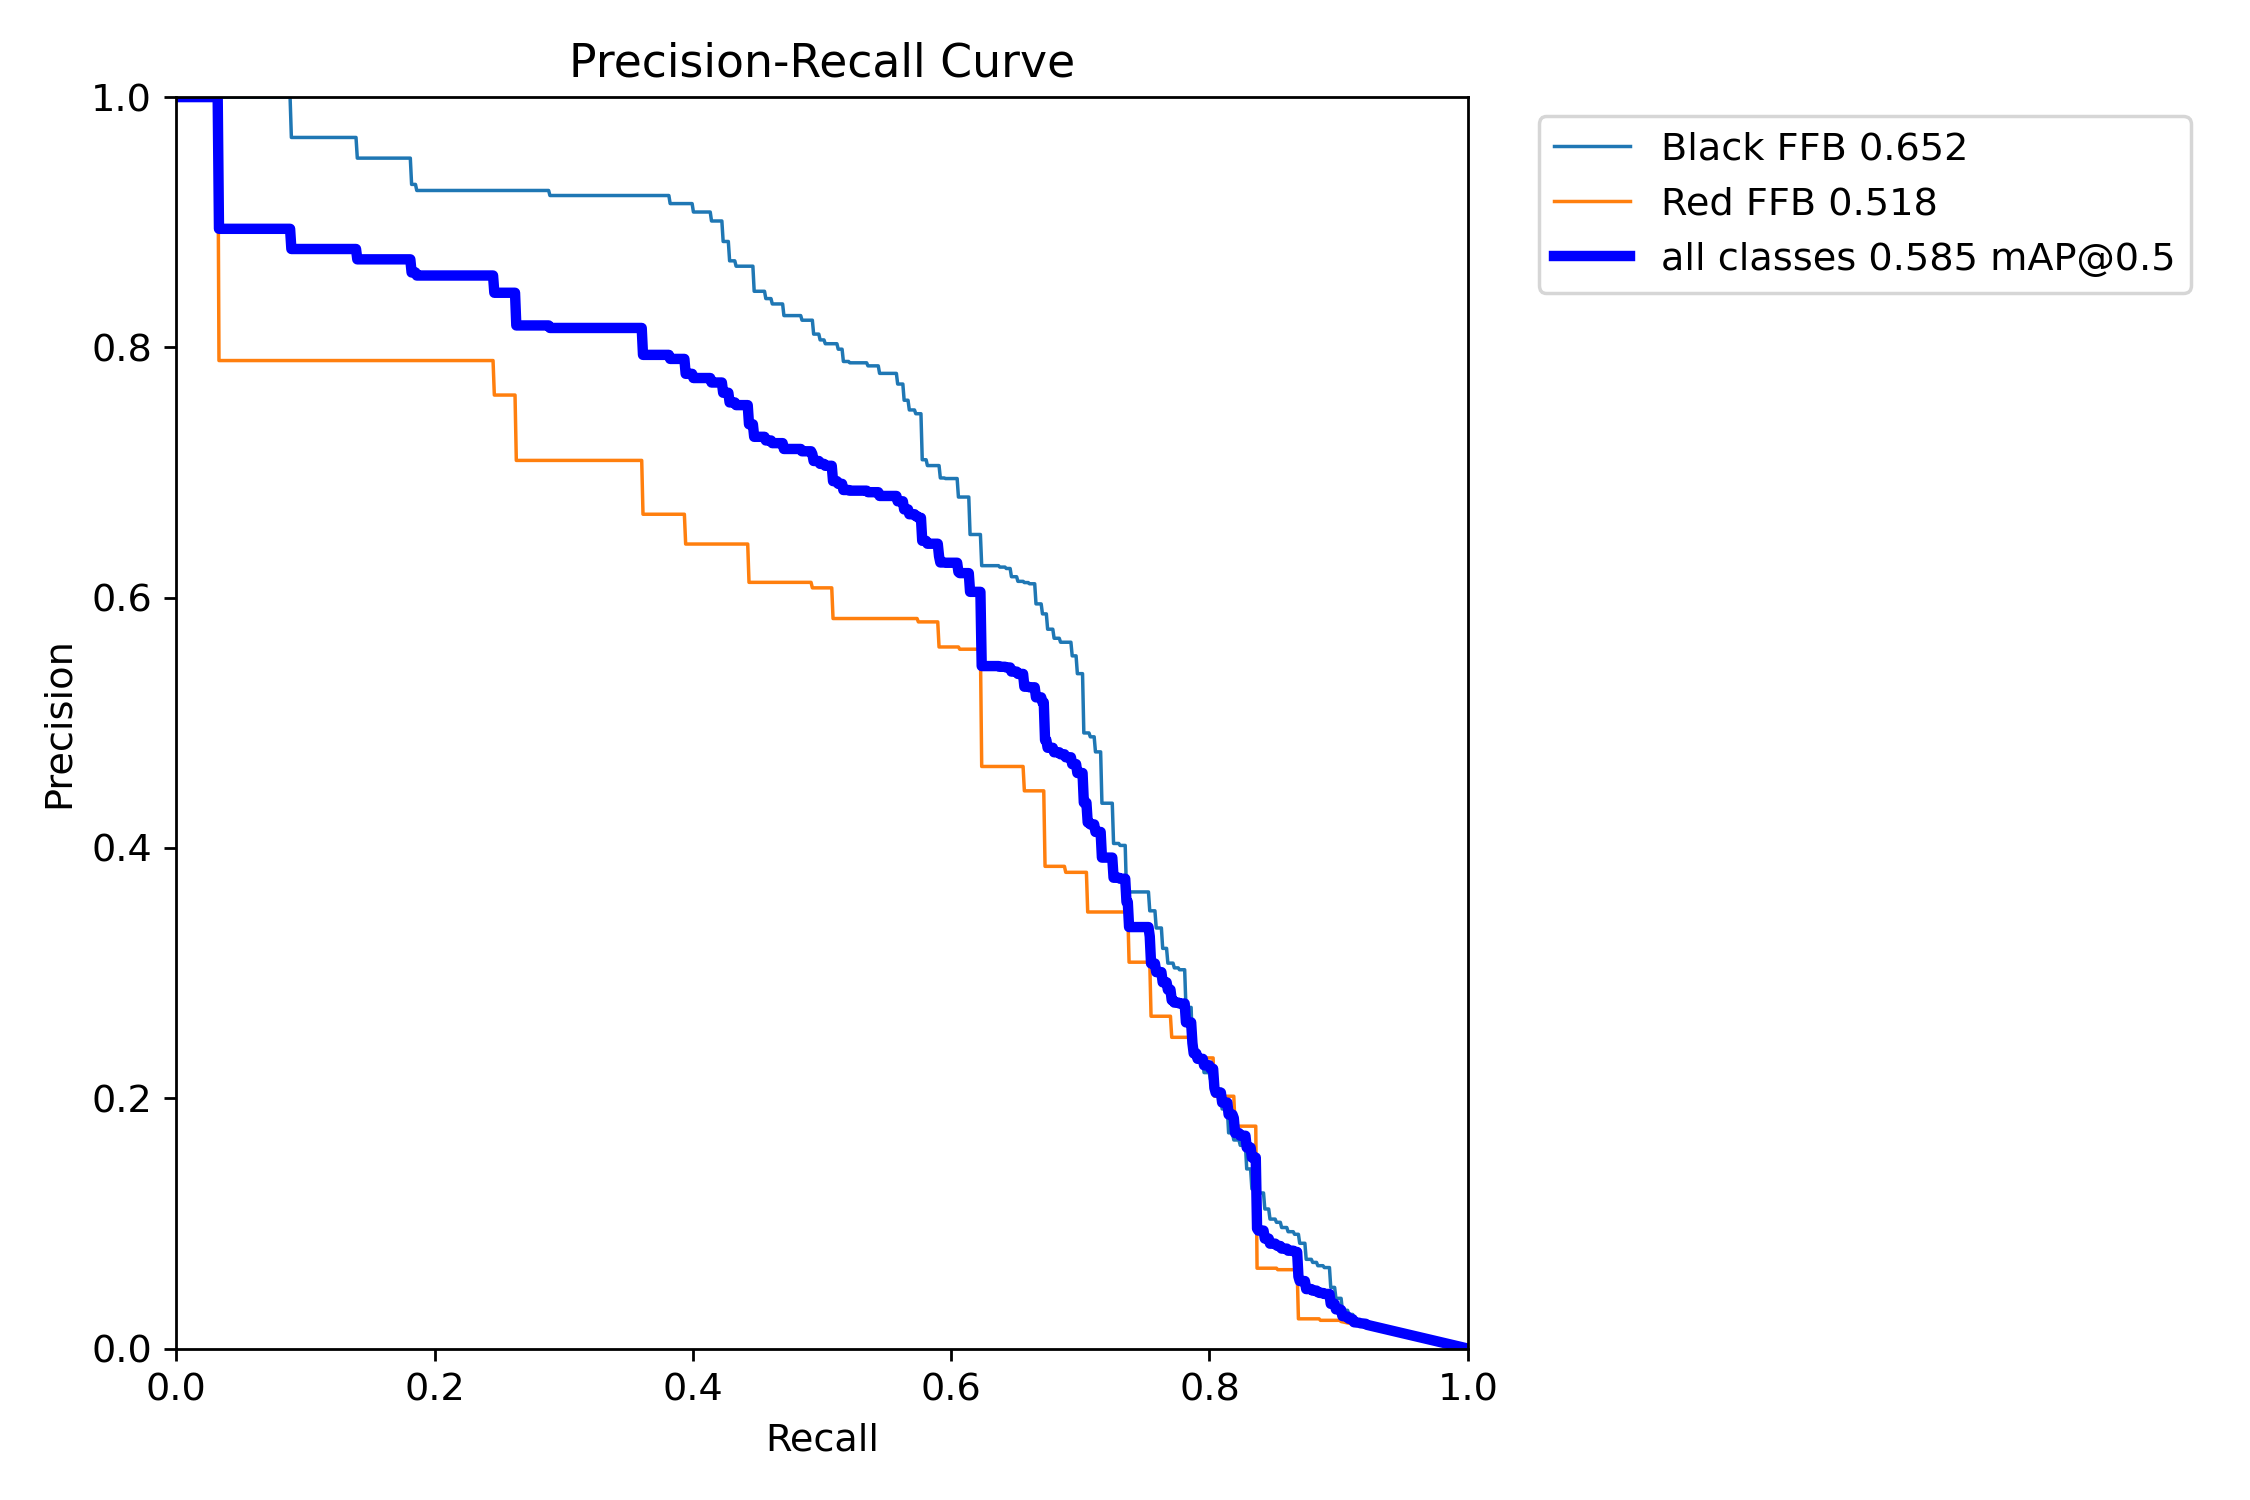 Precision-Recall Curve
1.0
0.8
0.6
0.4
0.2
0.0
Precision
0.0 0.2 0.4 0.6 0.8 1.0
Recall
Black FFB 0.652
Red FFB 0.518
all classes 0.585 mAP@0.5